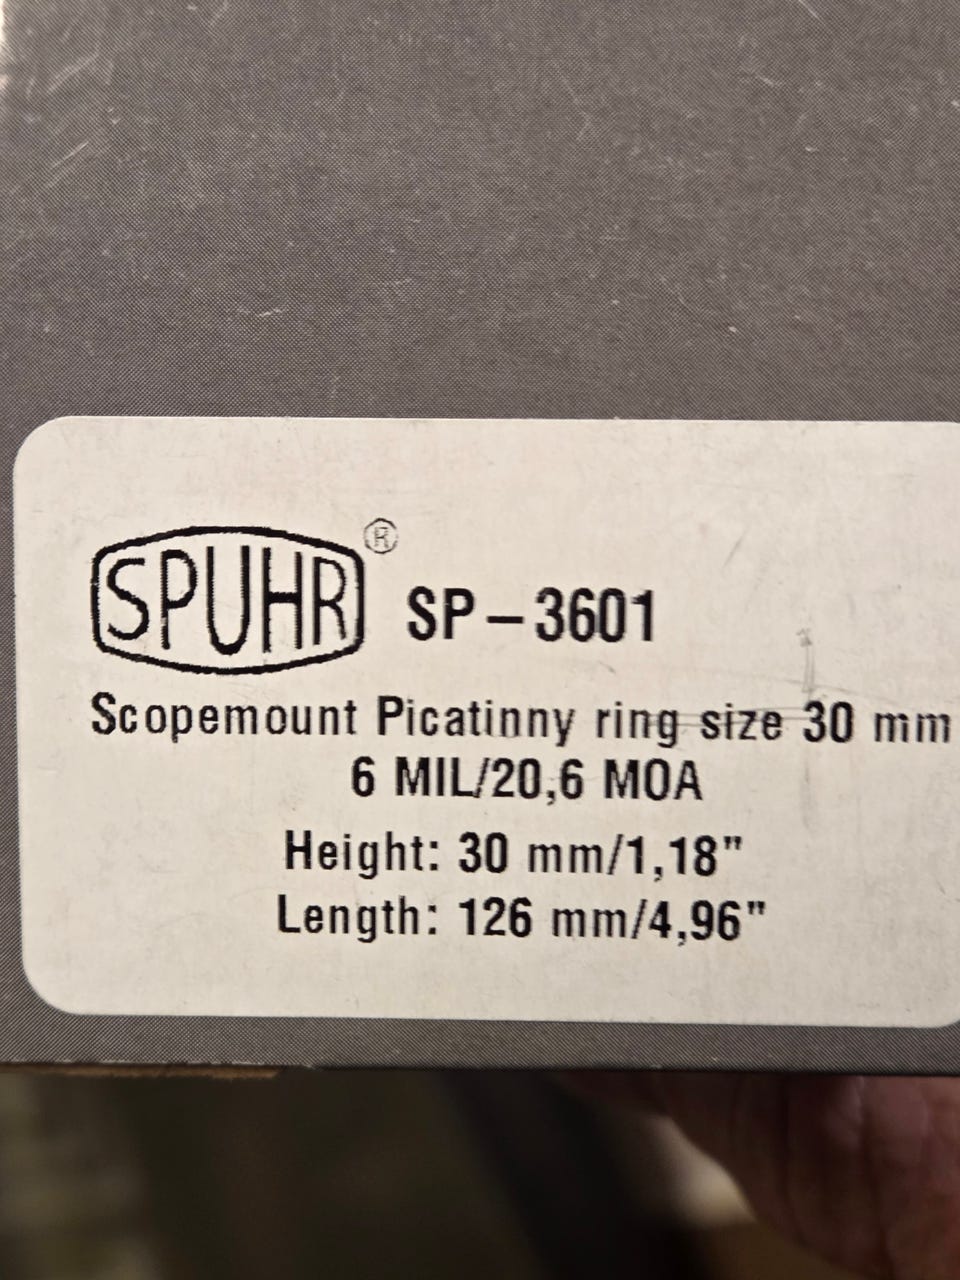 SPUHR® SP-3601
Scopemount Picatinny ring size 30 mm
6 MIL/20,6 MOA
Height: 30 mm/1,18"
Length: 126 mm/4,96"